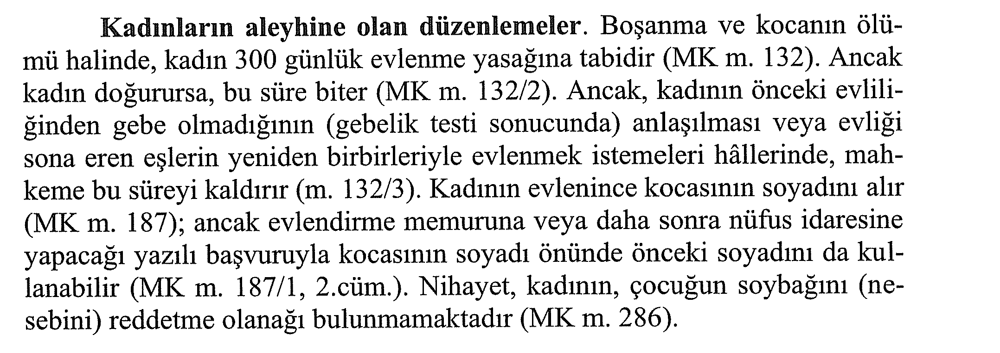 Kadınların aleyhine olan düzenlemeler. Boşanma ve kocanın ölü-
mü halinde, kadın 300 günlük evlenme yasağına tabidir (MK m. 132). Ancak
kadın doğurursa, bu süre biter (MK m. 132/2). Ancak, kadının önceki evlili-
ğinden gebe olmadığının (gebelik testi sonucunda) anlaşılması veya evliği
sona eren eşlerin yeniden birbirleriyle evlenmek istemeleri hâllerinde, mah-
keme bu süreyi kaldırır (m. 132/3). Kadının evlenince kocasının soyadını alır
(MK m. 187); ancak evlendirme memuruna veya daha sonra nüfus idaresine
yapacağı yazılı başvuruyla kocasının soyadı önünde önceki soyadını da kul-
lanabilir (MK m. 187/1, 2.cüm.). Nihayet, kadının, çocuğun soybağını (ne-
sebini) reddetme olanağı bulunmamaktadır (MK m. 286).